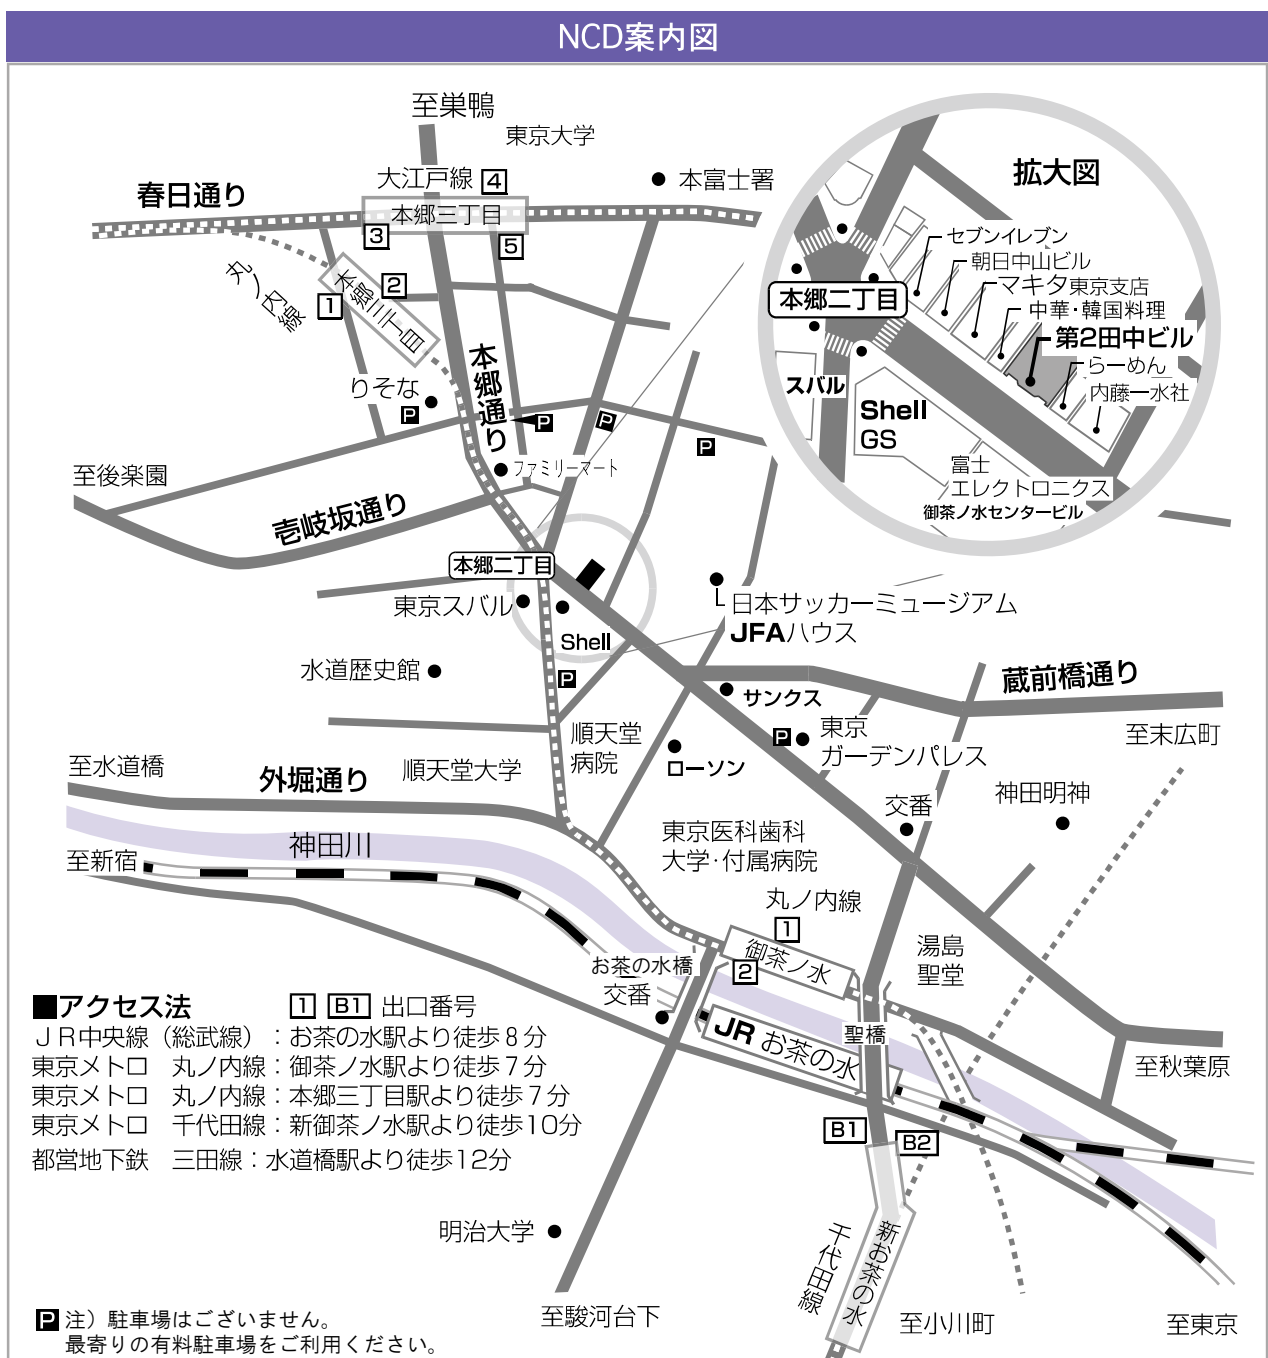 NCD案内図
至巣鴨
東京大学
大江戸線 4
春日通り
本郷三丁目
本富士署
3
5
丸ノ内線
1
本郷三丁目
2
拡大図
セブンイレブン
朝日中山ビル
マキタ東京支店
中華・韓国料理
第2田中ビル
らーめん
内藤一水社
本郷二丁目
スバル
Shell
GS
富士
エレクトロニクス
御茶ノ水センタービル
本郷通り
りそな
P
P
P
P
ファミリーマート
至後楽園
壱岐坂通り
本郷二丁目
東京スバル
Shell
日本サッカーミュージアム
JFAハウス
水道歴史館
P
サンクス
蔵前橋通り
至末広町
順天堂
病院
ローソン
P
東京
ガーデンパレス
至水道橋
外堀通り
順天堂大学
交番
神田明神
神田川
至新宿
東京医科歯科
大学・付属病院
丸ノ内線
1
御茶ノ水
2
お茶の水橋
交番
湯島
聖堂
JR お茶の水
聖橋
至秋葉原
■アクセス法 1 B1 出口番号
JR中央線（総武線）：お茶の水駅より徒歩8分
東京メトロ 丸ノ内線：御茶ノ水駅より徒歩7分
東京メトロ 丸ノ内線：本郷三丁目駅より徒歩7分
東京メトロ 千代田線：新御茶ノ水駅より徒歩10分
都営地下鉄 三田線：水道橋駅より徒歩12分
B1
B2
明治大学
千代田線
新お茶の水
至駿河台下
至小川町
至東京
P 注）駐車場はございません。
最寄りの有料駐車場をご利用ください。